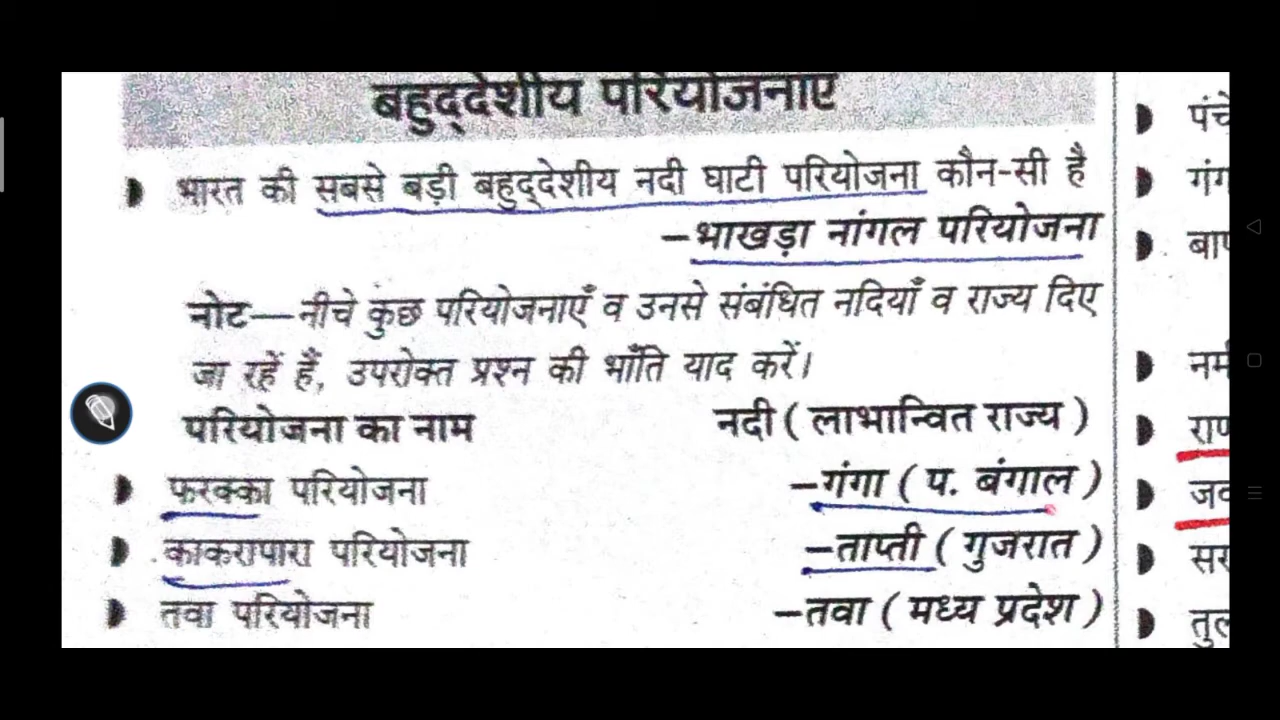 बहुद्देशीय परियोजनाए
भारत की सबसे बड़ी बहुद्देशीय नदी घाटी परियोजना कौन-सी है
–भाखड़ा नांगल परियोजना
नोट—नीचे कुछ परियोजनाएँ व उनसे संबंधित नदियाँ व राज्य दिए
जा रहें हैं, उपरोक्त प्रश्न की भाँति याद करें।
परियोजना का नाम नदी ( लाभान्वित राज्य )
फरक्का परियोजना –गंगा ( प. बंगाल )
काकरापारा परियोजना –ताप्ती ( गुजरात )
तवा परियोजना –तवा ( मध्य प्रदेश )